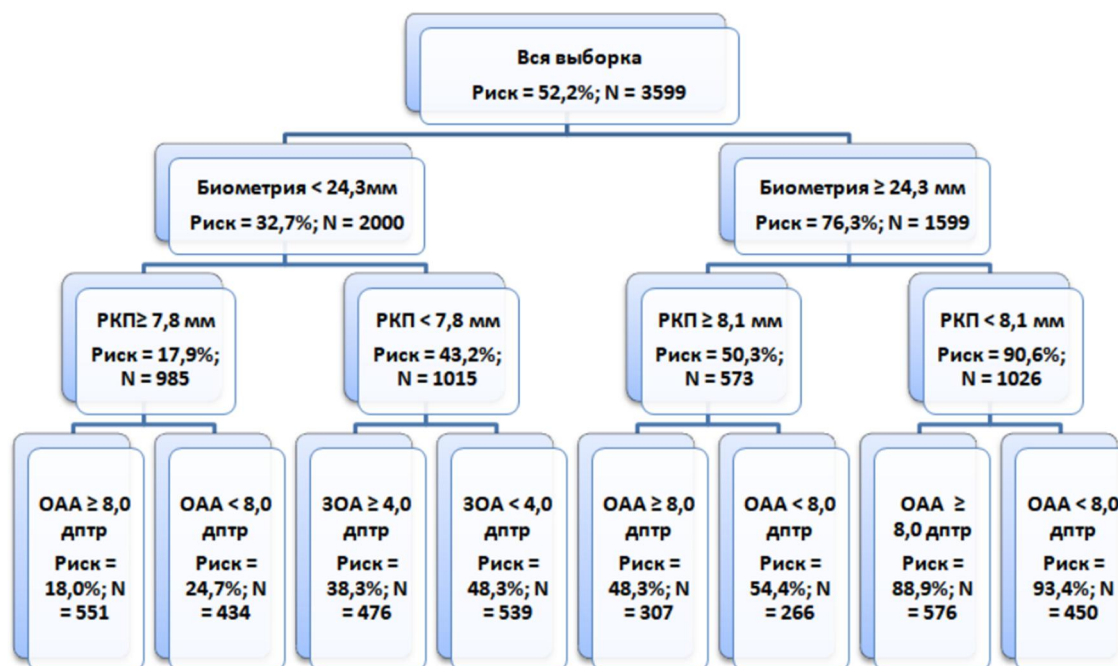 Вся выборка
Риск = 52,2%; N = 3599
Биометрия < 24,3мм
Риск = 32,7%; N = 2000
Биометрия ≥ 24,3 мм
Риск = 76,3%; N = 1599
РКП≥ 7,8 мм
Риск = 17,9%;
N = 985
РКП < 7,8 мм
Риск = 43,2%;
N = 1015
РКП ≥ 8,1 мм
Риск = 50,3%;
N = 573
РКП < 8,1 мм
Риск = 90,6%;
N = 1026
ОАА ≥ 8,0
дптр
Риск =
18,0%; N
= 551
ОАА < 8,0
дптр
Риск =
24,7%; N
= 434
ЗОА ≥ 4,0
дптр
Риск =
38,3%; N
= 476
ЗОА < 4,0
дптр
Риск =
48,3%; N
= 539
ОАА ≥ 8,0
дптр
Риск =
48,3%; N
= 307
ОАА < 8,0
дптр
Риск =
54,4%; N
= 266
ОАА ≥
8,0 дптр
Риск =
88,9%; N
= 576
ОАА < 8,0
дптр
Риск =
93,4%; N
= 450